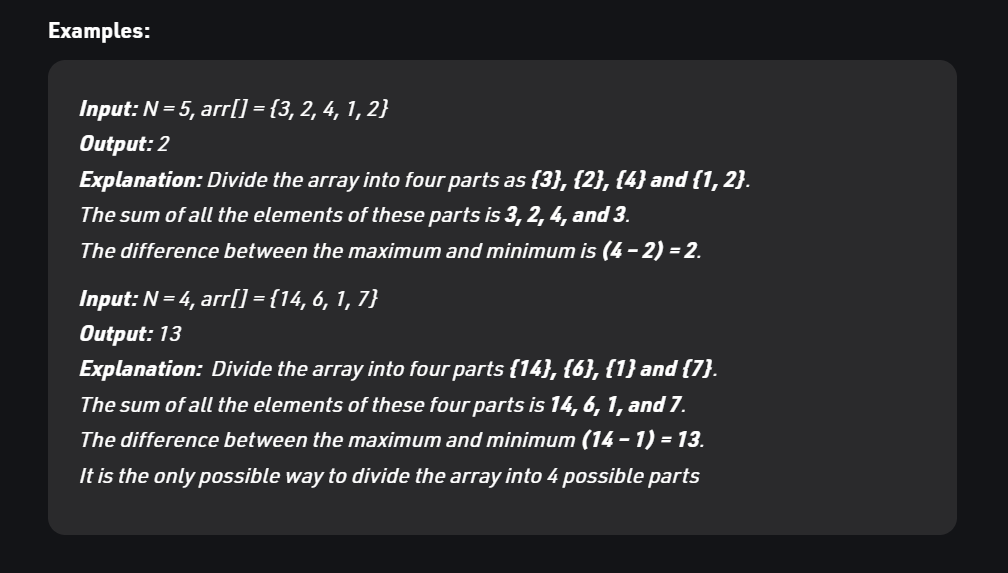 Examples:
Input: N = 5, arr[] = {3, 2, 4, 1, 2}
Output: 2
Explanation: Divide the array into four parts as {3}, {2}, {4} and {1, 2}.
The sum of all the elements of these parts is 3, 2, 4, and 3.
The difference between the maximum and minimum is (4 – 2) = 2.
Input: N = 4, arr[] = {14, 6, 1, 7}
Output: 13
Explanation: Divide the array into four parts {14}, {6}, {1} and {7}.
The sum of all the elements of these four parts is 14, 6, 1, and 7.
The difference between the maximum and minimum (14 – 1) = 13.
It is the only possible way to divide the array into 4 possible parts